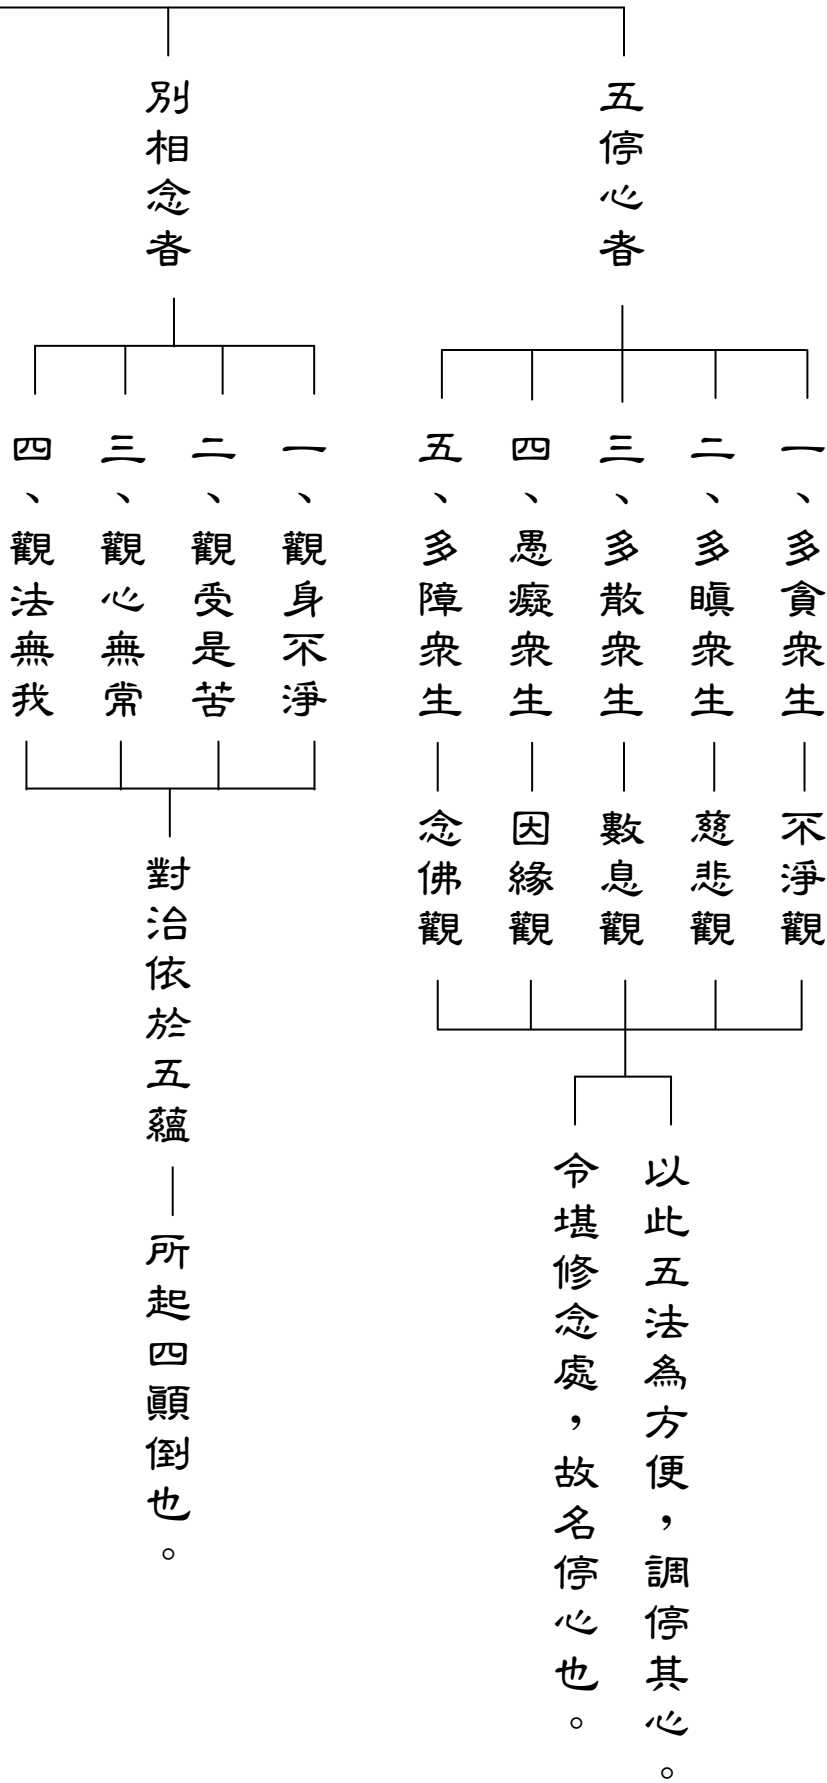 五停心者
一、多貪眾生
不淨觀
二、多瞋眾生
慈悲觀
三、多散眾生
數息觀
四、愚癡眾生
因緣觀
五、多障眾生
念佛觀
以此五法為方便，調停其心。
令堪修念處，故名停心也。
別相念者
一、觀身不淨
二、觀受是苦
三、觀心無常
四、觀法無我
對治依於五蘊
所起四顛倒也。